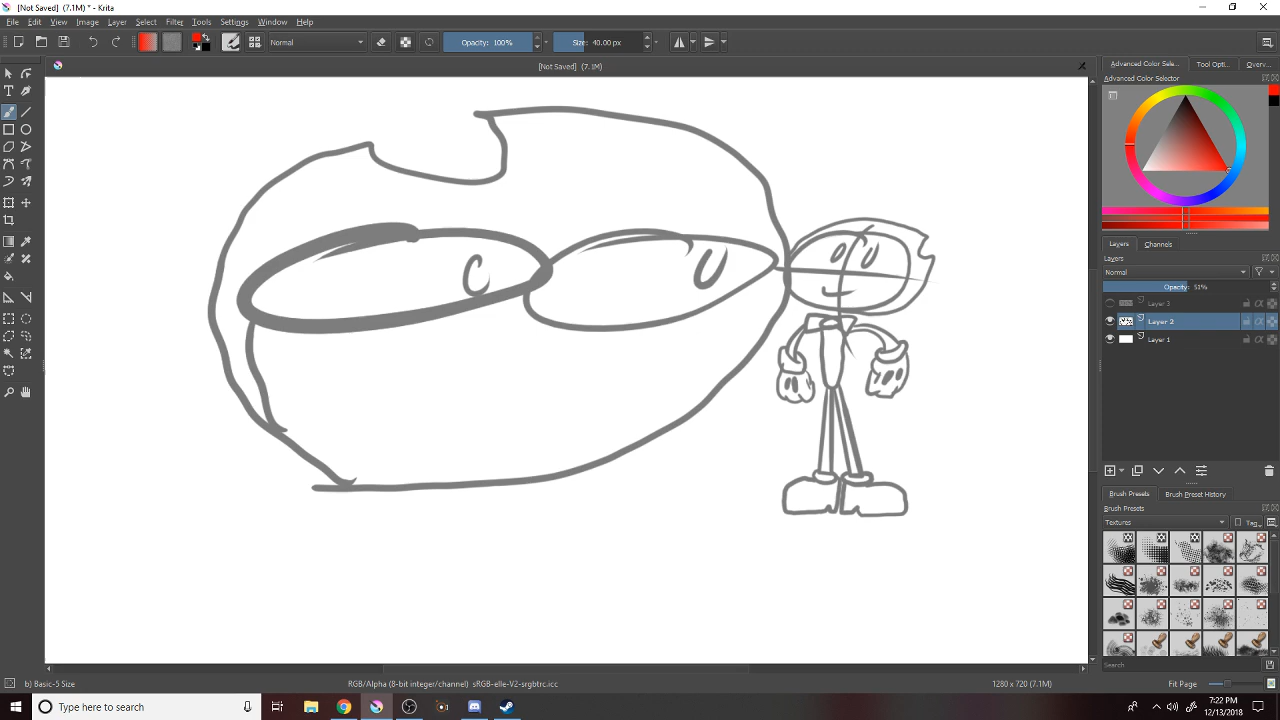 [Not Saved] (7.1M) * - Krita
File Edit View Image Layer Select Filter Tools Settings Window Help
Normal Opacity: 100% Size: 40.00 px
[Not Saved] (7.1M)
Advanced Color Sele... Tool Opti... Overv...
Advanced Color Selector
Layers Channels
Layers
Normal
Opacity: 51%
Layer 3
Layer 2
Layer 1
Brush Presets Brush Preset History
Brush Presets
Textures Tag
Search
b) Basic-5 Size RGB/Alpha (8-bit integer/channel) sRGB-elle-V2-srgbtrc.icc 1280 x 720 (7.1M) Fit Page
Type here to search
7:22 PM
12/13/2018